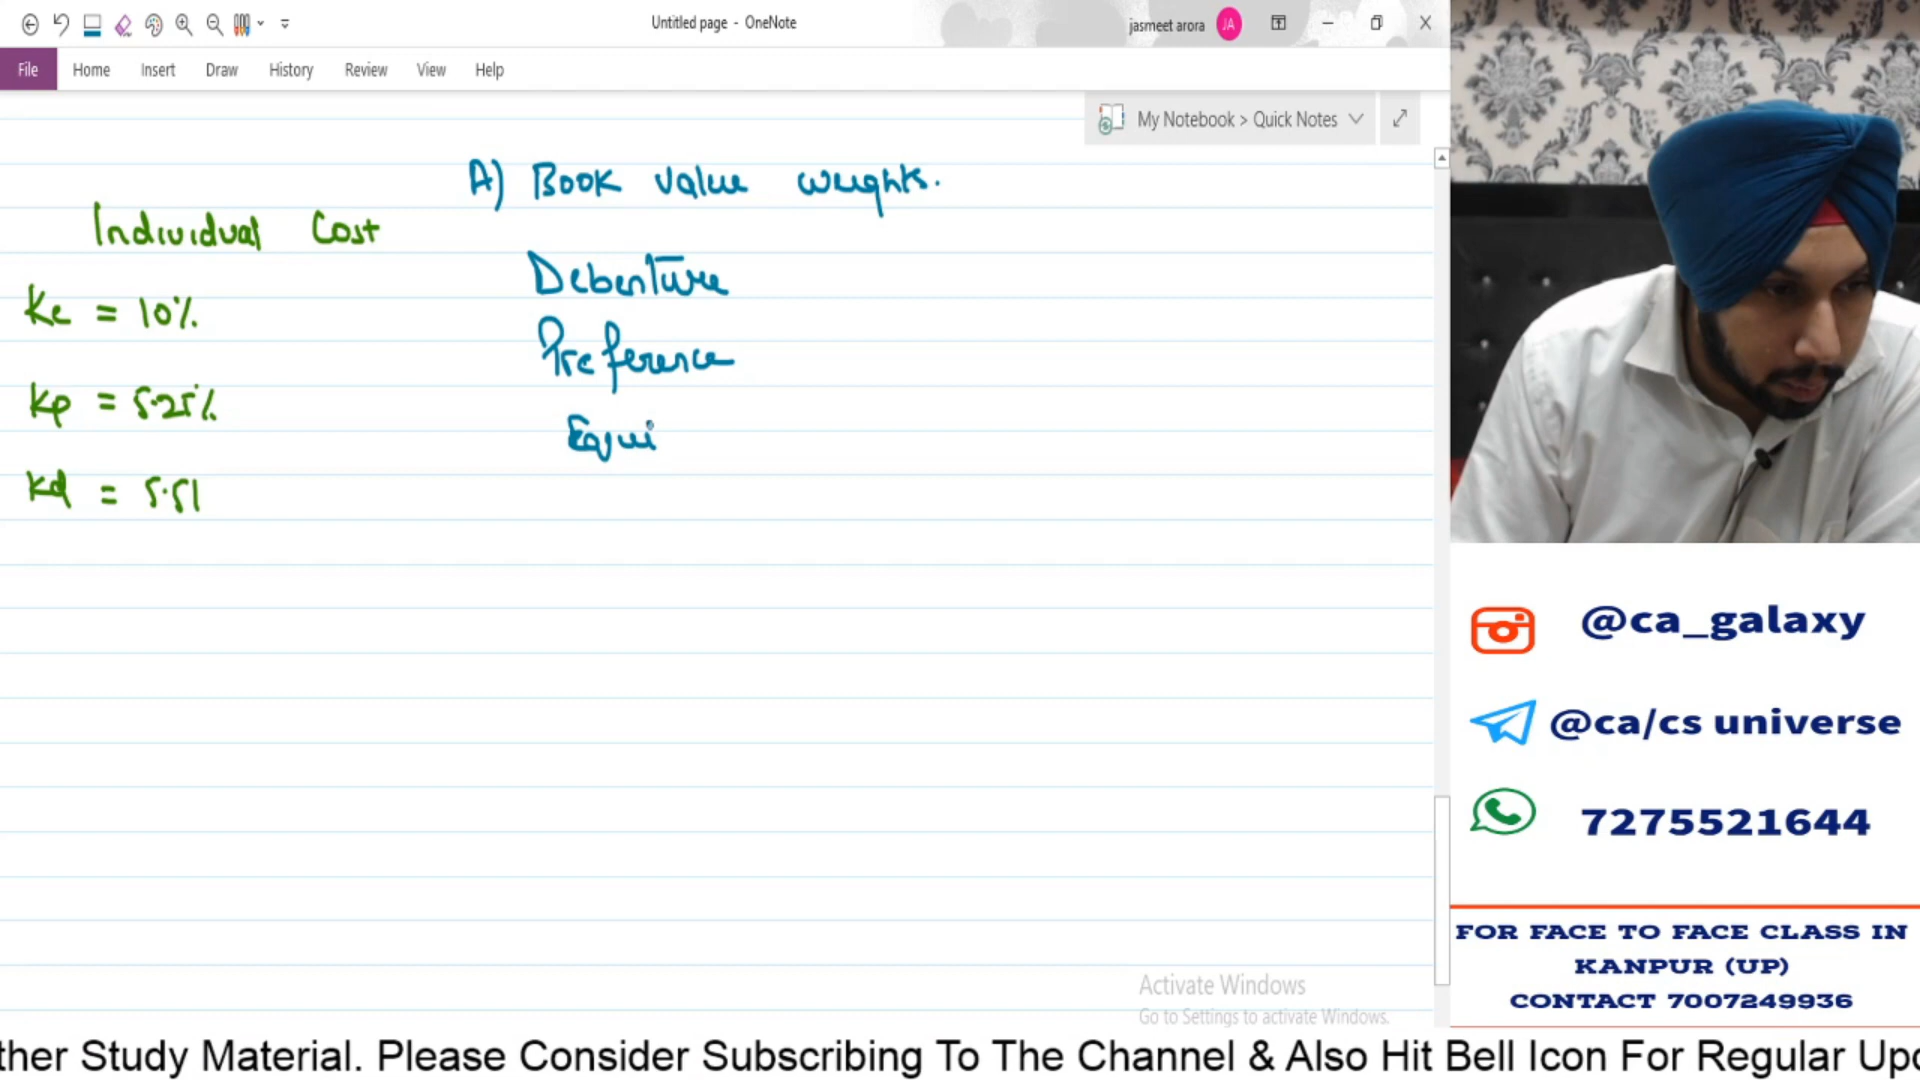 Untitled page - OneNote
jasmeet arora JA
File Home Insert Draw History Review View Help
My Notebook > Quick Notes
A) Book value weights.
Individual Cost
Debenture
Ke = 10%
Preference
Kp = 5.25%
Equi
Kd = 5.51
@ca_galaxy
@ca/cs universe
7275521644
FOR FACE TO FACE CLASS IN
KANPUR (UP)
CONTACT 7007249936
Activate Windows
Go to Settings to activate Windows.
ther Study Material. Please Consider Subscribing To The Channel & Also Hit Bell Icon For Regular Upd